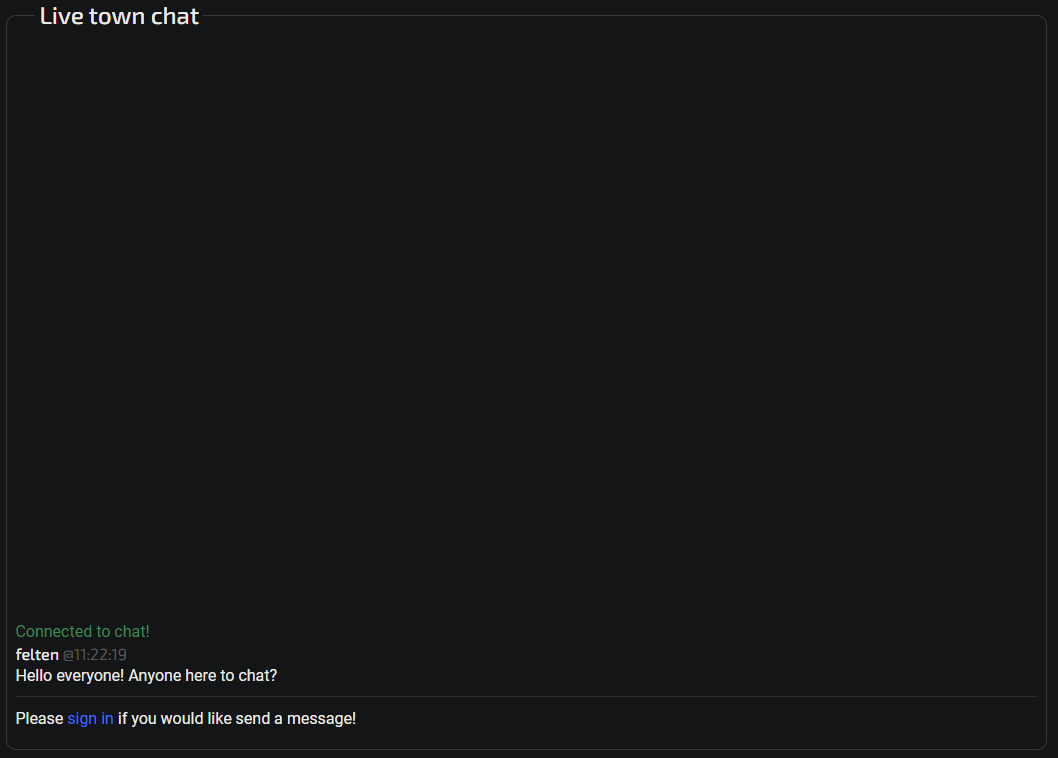 Live town chat
Connected to chat!
felten @11:22:19
Hello everyone! Anyone here to chat?
Please sign in if you would like send a message!